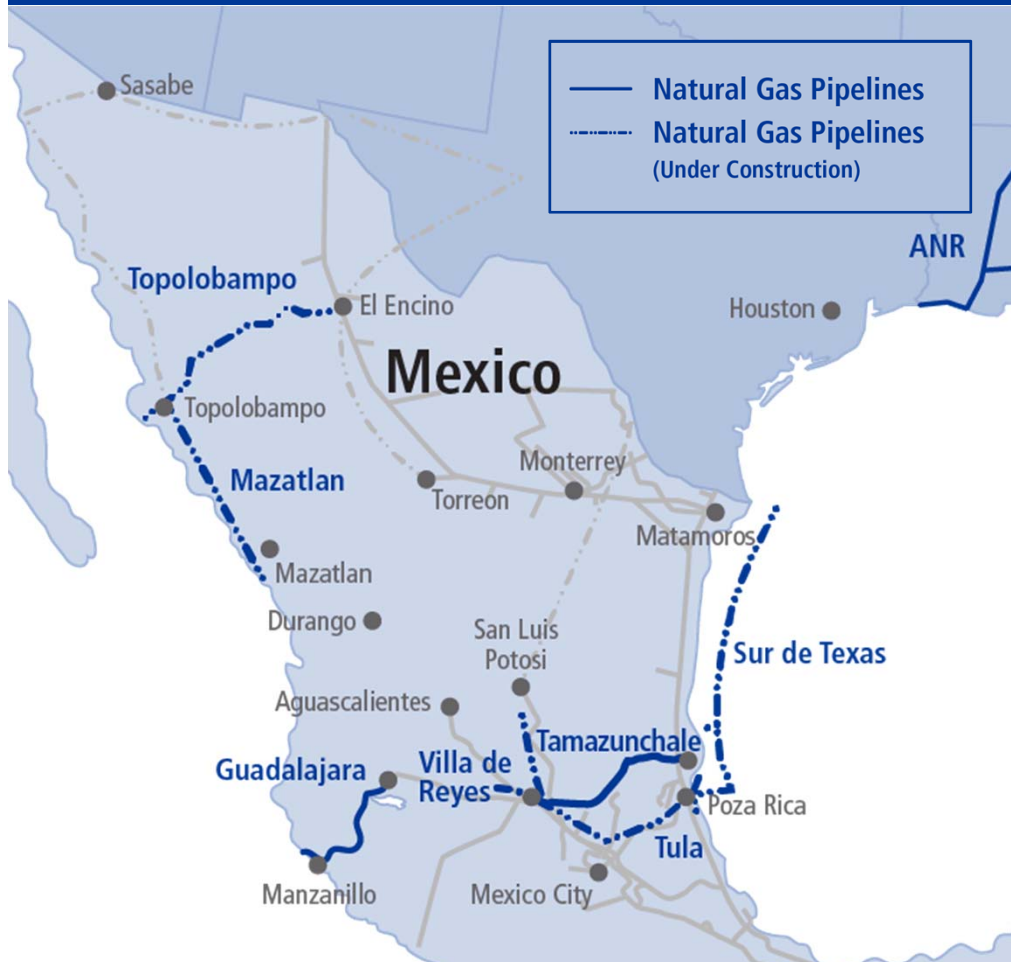 Sasabe
Natural Gas Pipelines
Natural Gas Pipelines
(Under Construction)
ANR
Topolobampo
El Encino
Houston
Mexico
Topolobampo
Monterrey
Mazatlan
Torreon
Matamoros
Mazatlan
Durango
San Luis
Potosi
Sur de Texas
Aguascalientes
Tamazunchale
Guadalajara
Villa de
Reyes
Poza Rica
Tula
Manzanillo
Mexico City